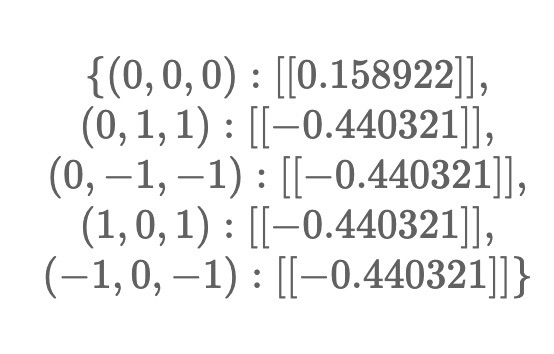 {(0, 0, 0) : [[0.158922]],
(0, 1, 1) : [[−0.440321]],
(0, −1, −1) : [[−0.440321]],
(1, 0, 1) : [[−0.440321]],
(−1, 0, −1) : [[−0.440321]]}